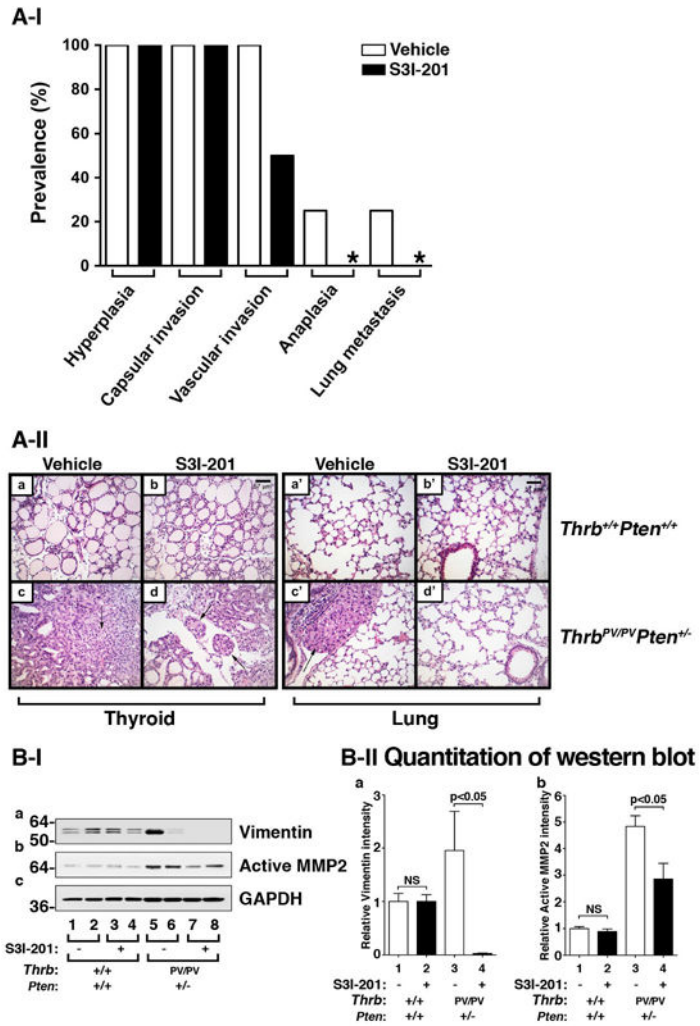 A-I
Vehicle
S3I-201
Prevalence (%)
100
80
60
40
20
0
*
*
Hyperplasia
Capsular invasion
Vascular invasion
Anaplasia
Lung metastasis
A-II
Vehicle S3I-201 Vehicle S3I-201
a b a' b'
Thrb+/+Pten+/+
c d c' d'
ThrbPV/PVPten+/-
Thyroid Lung
B-I
a
64-
50-
Vimentin
b
64-
Active MMP2
c
36-
GAPDH
1 2 3 4 5 6 7 8
S3I-201: - + - +
Thrb: +/+ PV/PV
Pten: +/+ +/-
B-II Quantitation of western blot
a
Relative Vimentin intensity
3
2
1
0
NS
p<0.05
1 2 3 4
S3I-201: - + - +
Thrb: +/+ PV/PV
Pten: +/+ +/-
b
Relative Active MMP2 intensity
6
5
4
3
2
1
0
NS
p<0.05
1 2 3 4
- + - +
+/+ PV/PV
+/+ +/-